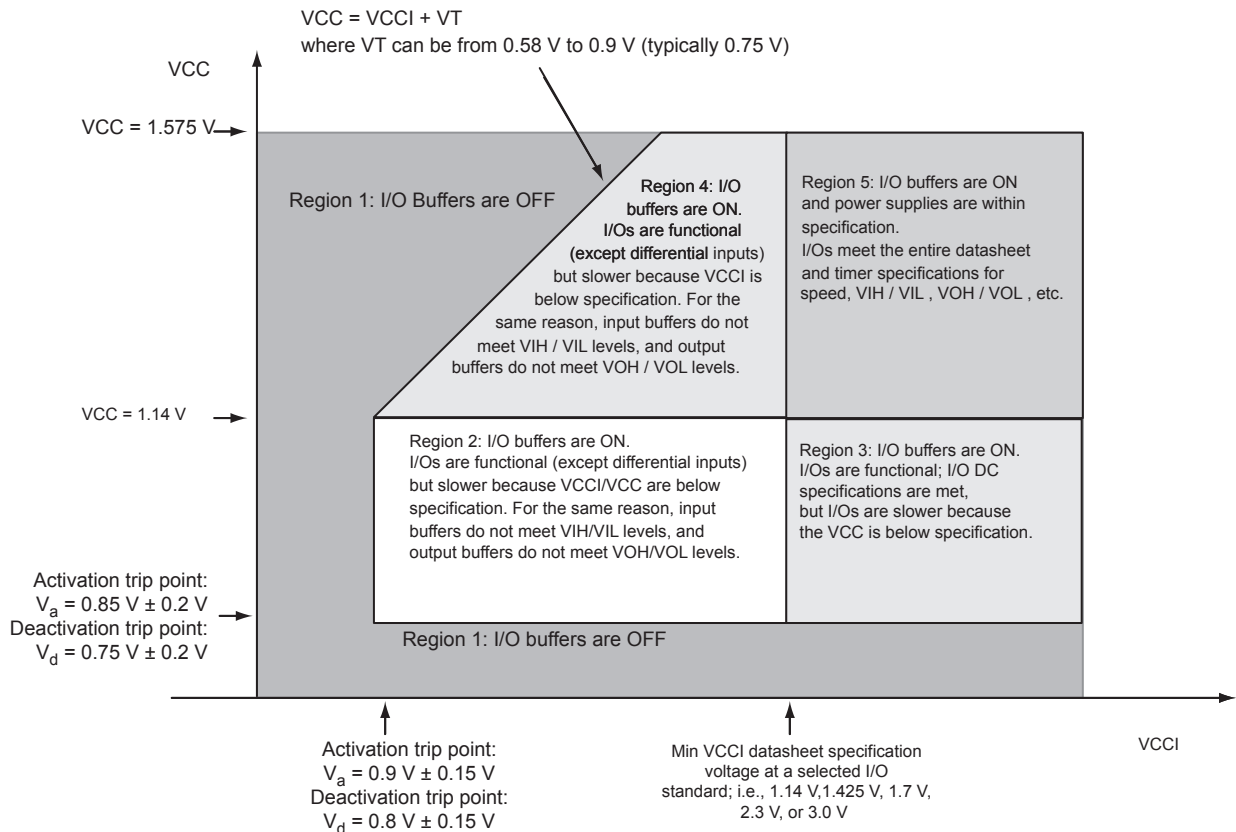 VCC = VCCI + VT
where VT can be from 0.58 V to 0.9 V (typically 0.75 V)
VCC
VCC = 1.575 V
Region 1: I/O Buffers are OFF
Region 4: I/O
buffers are ON.
I/Os are functional
(except differential inputs)
but slower because VCCI is
below specification. For the
same reason, input buffers do not
meet VIH / VIL levels, and output
buffers do not meet VOH / VOL levels.
Region 5: I/O buffers are ON
and power supplies are within
specification.
I/Os meet the entire datasheet
and timer specifications for
speed, VIH / VIL , VOH / VOL , etc.
VCC = 1.14 V
Region 2: I/O buffers are ON.
I/Os are functional (except differential inputs)
but slower because VCCI/VCC are below
specification. For the same reason, input
buffers do not meet VIH/VIL levels, and
output buffers do not meet VOH/VOL levels.
Region 3: I/O buffers are ON.
I/Os are functional; I/O DC
specifications are met,
but I/Os are slower because
the VCC is below specification.
Activation trip point:
Va = 0.85 V ± 0.2 V
Deactivation trip point:
Vd = 0.75 V ± 0.2 V
Region 1: I/O buffers are OFF
Activation trip point:
Va = 0.9 V ± 0.15 V
Deactivation trip point:
Vd = 0.8 V ± 0.15 V
Min VCCI datasheet specification
voltage at a selected I/O
standard; i.e., 1.14 V,1.425 V, 1.7 V,
2.3 V, or 3.0 V
VCCI